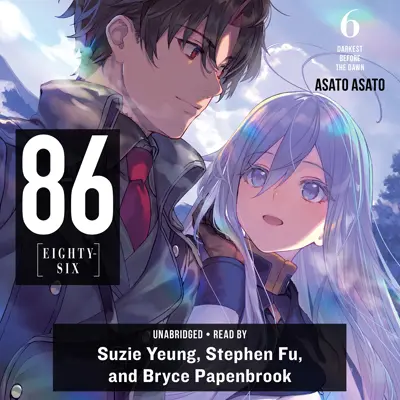 6
DARKEST
BEFORE
THE DAWN
ASATO ASATO
86
[EIGHTY-
SIX]
UNABRIDGED • READ BY
Suzie Yeung, Stephen Fu,
and Bryce Papenbrook